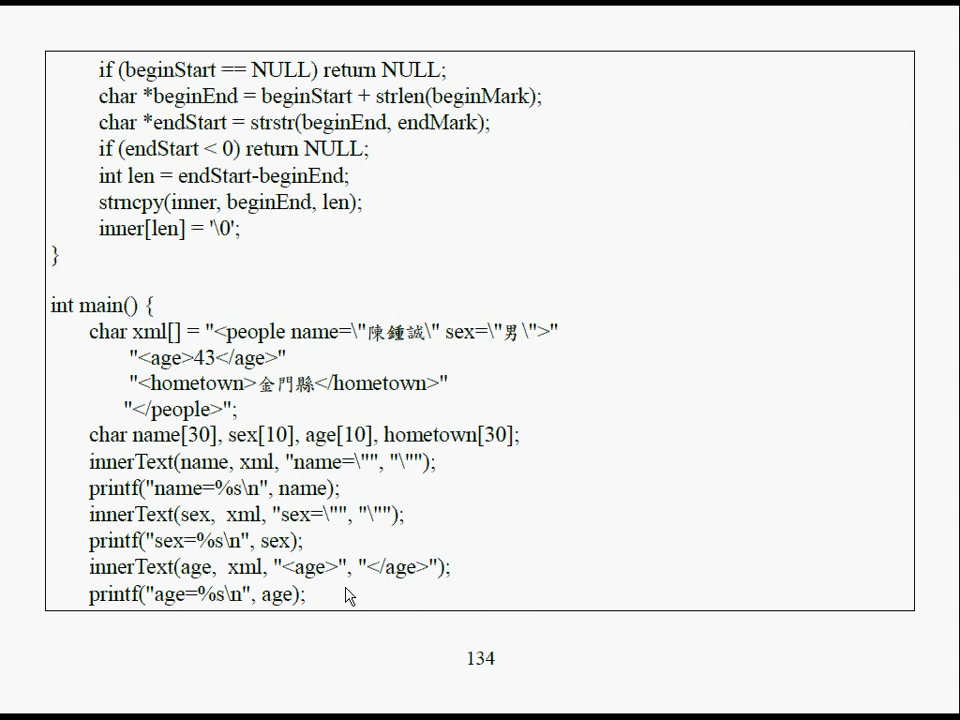 if (beginStart == NULL) return NULL;
char *beginEnd = beginStart + strlen(beginMark);
char *endStart = strstr(beginEnd, endMark);
if (endStart < 0) return NULL;
int len = endStart-beginEnd;
strncpy(inner, beginEnd, len);
inner[len] = '\0';
}
int main() {
char xml[] = "<people name=\"陳鍾誠\" sex=\"男\">"
"<age>43</age>"
"<hometown>金門縣</hometown>"
"</people>";
char name[30], sex[10], age[10], hometown[30];
innerText(name, xml, "name=\"", "\"");
printf("name=%s\n", name);
innerText(sex,  xml, "sex=\"", "\"");
printf("sex=%s\n", sex);
innerText(age,  xml, "<age>", "</age>");
printf("age=%s\n", age);
134